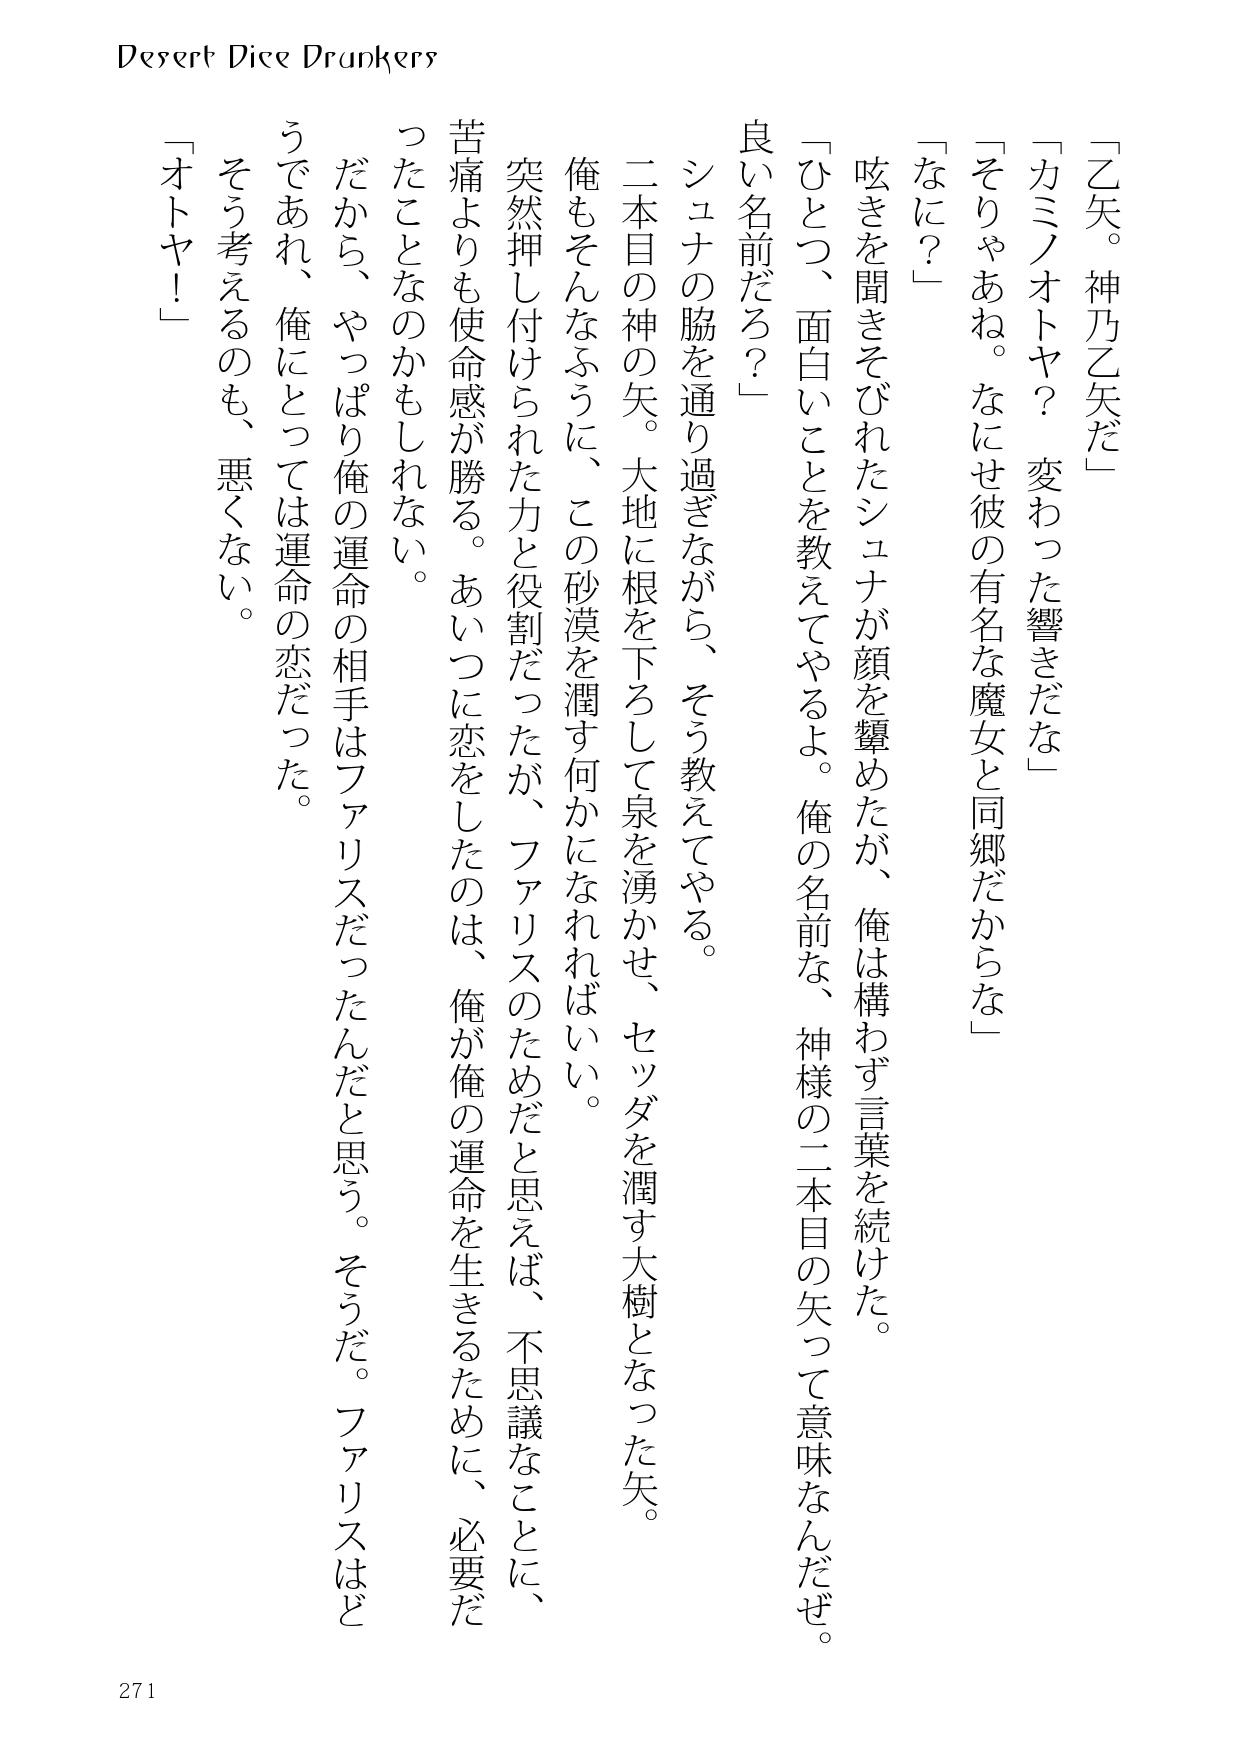 Desert Dice Drunkers
「乙矢。神乃乙矢だ」
「カミノオトヤ？　変わった響きだな」
「そりゃあね。なにせ彼の有名な魔女と同郷だからな」
「なに？」
　呟きを聞きそびれたシュナが顔を顰めたが、俺は構わず言葉を続けた。
「ひとつ、面白いことを教えてやるよ。俺の名前な、神様の二本目の矢って意味なんだぜ。
良い名前だろ？」
　シュナの脇を通り過ぎながら、そう教えてやる。
　二本目の神の矢。大地に根を下ろして泉を湧かせ、セッダを潤す大樹となった矢。
　俺もそんなふうに、この砂漠を潤す何かになれればいい。
　突然押し付けられた力と役割だったが、ファリスのためだと思えば、不思議なことに、
苦痛よりも使命感が勝る。あいつに恋をしたのは、俺が俺の運命を生きるために、必要だ
ったことなのかもしれない。
　だから、やっぱり俺の運命の相手はファリスだったんだと思う。そうだ。ファリスはど
うであれ、俺にとっては運命の恋だった。
　そう考えるのも、悪くない。
「オトヤ！」
271